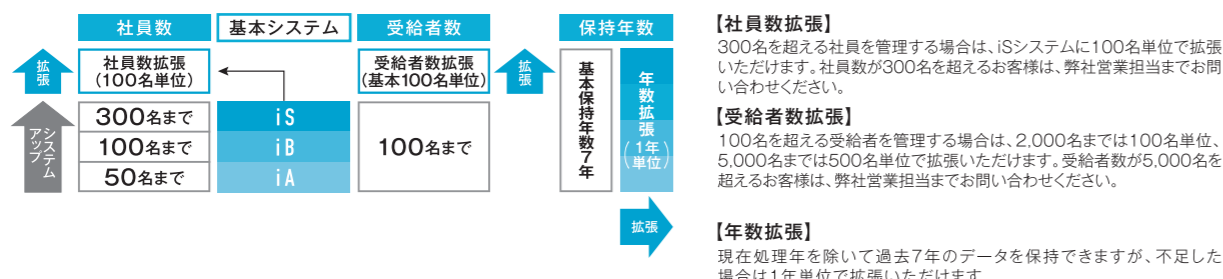 社員数 基本システム 受給者数 保持年数
拡張
社員数拡張
(100名単位)
受給者数拡張
(基本100名単位)
拡張
システムアップ
300名まで iS
100名まで iB
50名まで iA
100名まで
基本保持年数7年
年数拡張(1年単位)
拡張
【社員数拡張】
300名を超える社員を管理する場合は、iSシステムに100名単位で拡張
いただけます。社員数が300名を超えるお客様は、弊社営業担当までお問
い合わせください。
【受給者数拡張】
100名を超える受給者を管理する場合は、2,000名までは100名単位、
5,000名までは500名単位で拡張いただけます。受給者数が5,000名を
超えるお客様は、弊社営業担当までお問い合わせください。
【年数拡張】
現在処理年を除いて過去7年のデータを保持できますが、不足した
場合は1年単位で拡張いただけます